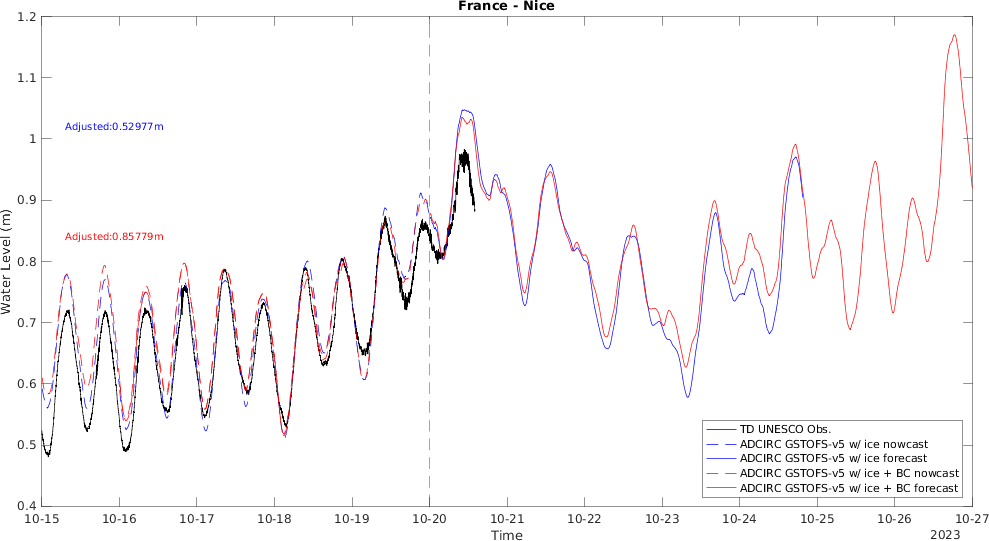 France - Nice
1.2
1.1
1
0.9
0.8
0.7
0.6
0.5
0.4
Water Level (m)
Adjusted:0.52977m
Adjusted:0.85779m
TD UNESCO Obs.
ADCIRC GSTOFS-v5 w/ ice nowcast
ADCIRC GSTOFS-v5 w/ ice forecast
ADCIRC GSTOFS-v5 w/ ice + BC nowcast
ADCIRC GSTOFS-v5 w/ ice + BC forecast
10-15 10-16 10-17 10-18 10-19 10-20 10-21 10-22 10-23 10-24 10-25 10-26 10-27
Time
2023